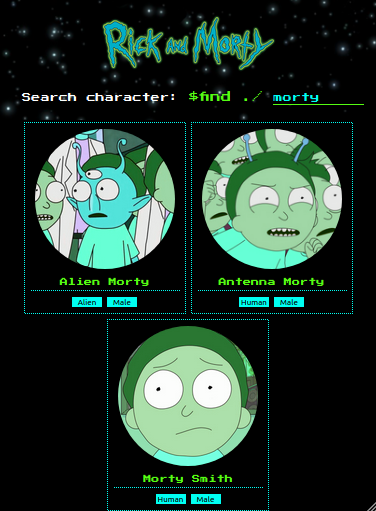 Rick and Morty
Search character: $find ./ morty
Alien Morty
Alien Male
Antenna Morty
Human Male
Morty Smith
Human Male